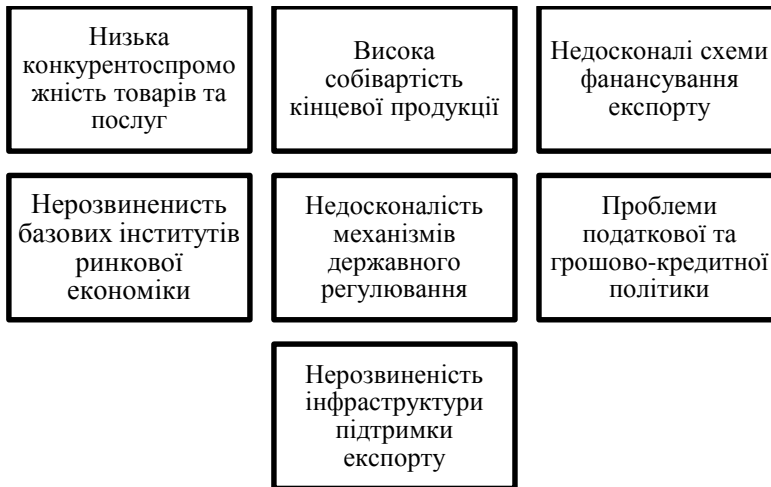 Низька
конкурентоспромо
жність товарів та
послуг
Висока
собівартість
кінцевої продукції
Недосконалі схеми
фанансування
експорту
Нерозвиненисть
базових інститутів
ринкової
економіки
Недосконалість
механізмів
державного
регулювання
Проблеми
податкової та
грошово-кредитної
політики
Нерозвиненість
інфраструктури
підтримки
експорту